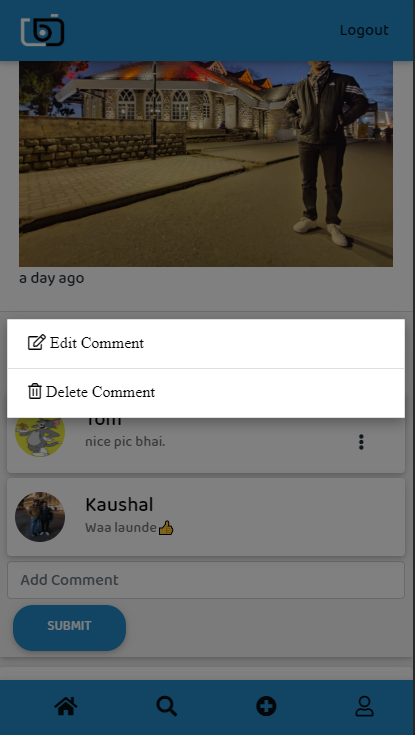 Logout
a day ago
Edit Comment
Delete Comment
Tom
nice pic bhai.
Kaushal
Waa launde👍
Add Comment
SUBMIT